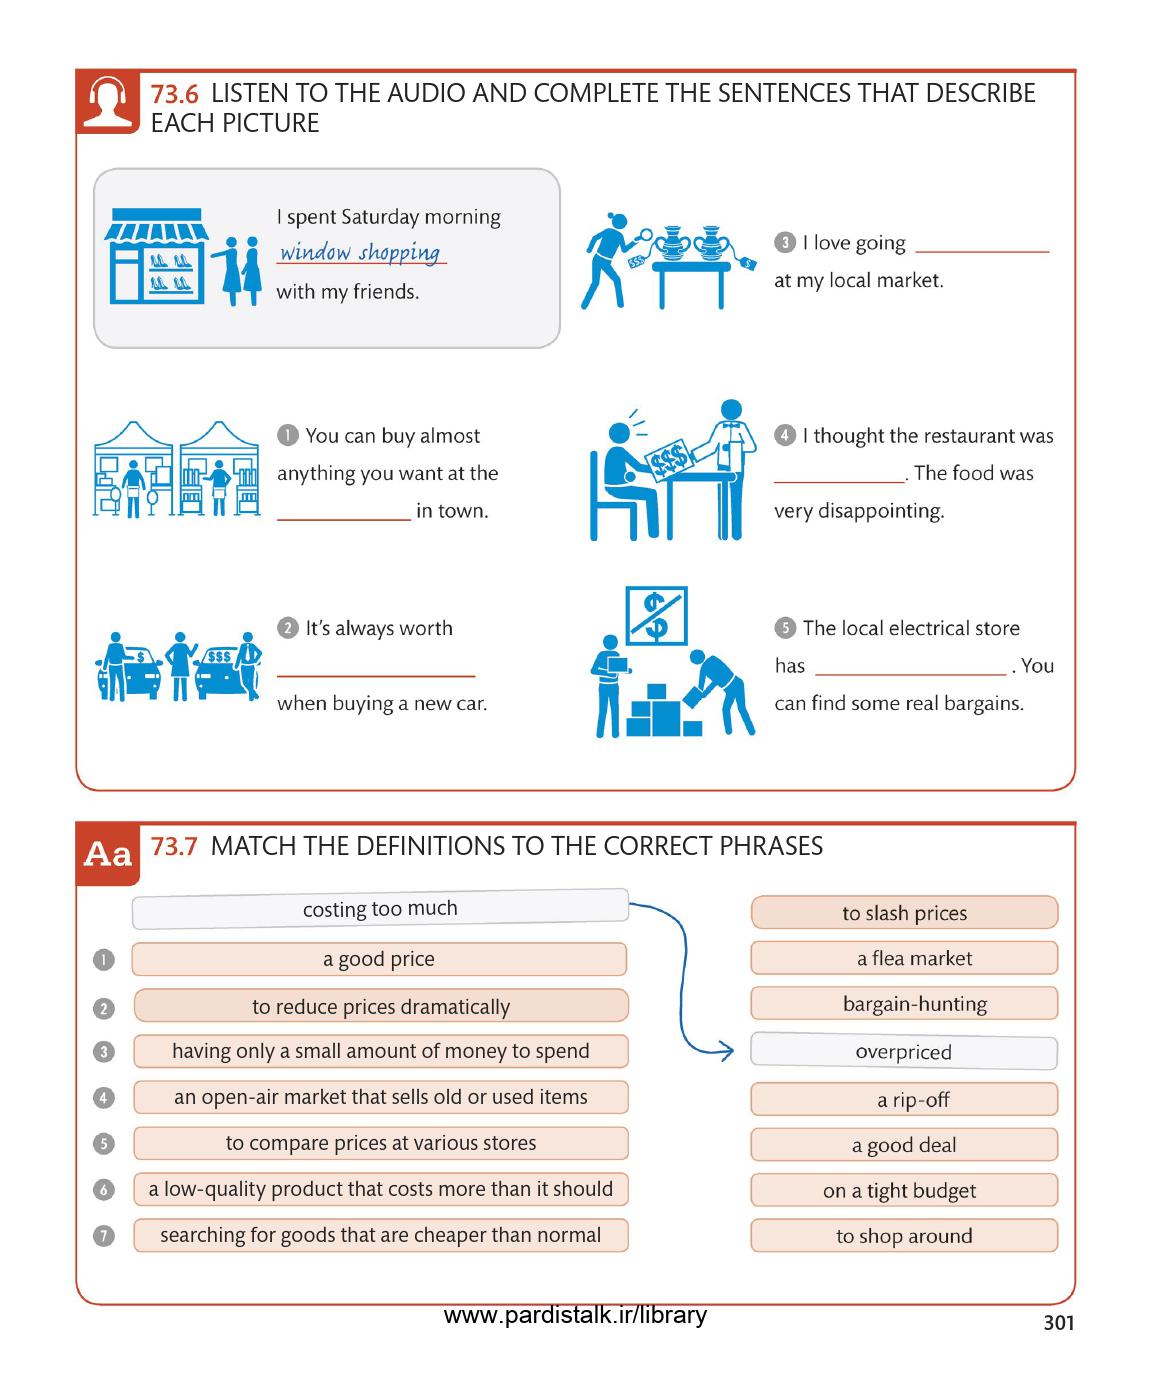 73.6 LISTEN TO THE AUDIO AND COMPLETE THE SENTENCES THAT DESCRIBE
EACH PICTURE
I spent Saturday morning
window shopping
with my friends.
3 I love going
at my local market.
1 You can buy almost
anything you want at the
in town.
$$$
4 I thought the restaurant was
. The food was
very disappointing.
$ $$$
2 It's always worth
when buying a new car.
5 The local electrical store
has . You
can find some real bargains.
Aa 73.7 MATCH THE DEFINITIONS TO THE CORRECT PHRASES
costing too much
to slash prices
1 a good price
a flea market
2 to reduce prices dramatically
bargain-hunting
3 having only a small amount of money to spend
overpriced
4 an open-air market that sells old or used items
a rip-off
5 to compare prices at various stores
a good deal
6 a low-quality product that costs more than it should
on a tight budget
7 searching for goods that are cheaper than normal
to shop around
www.pardistalk.ir/library
301